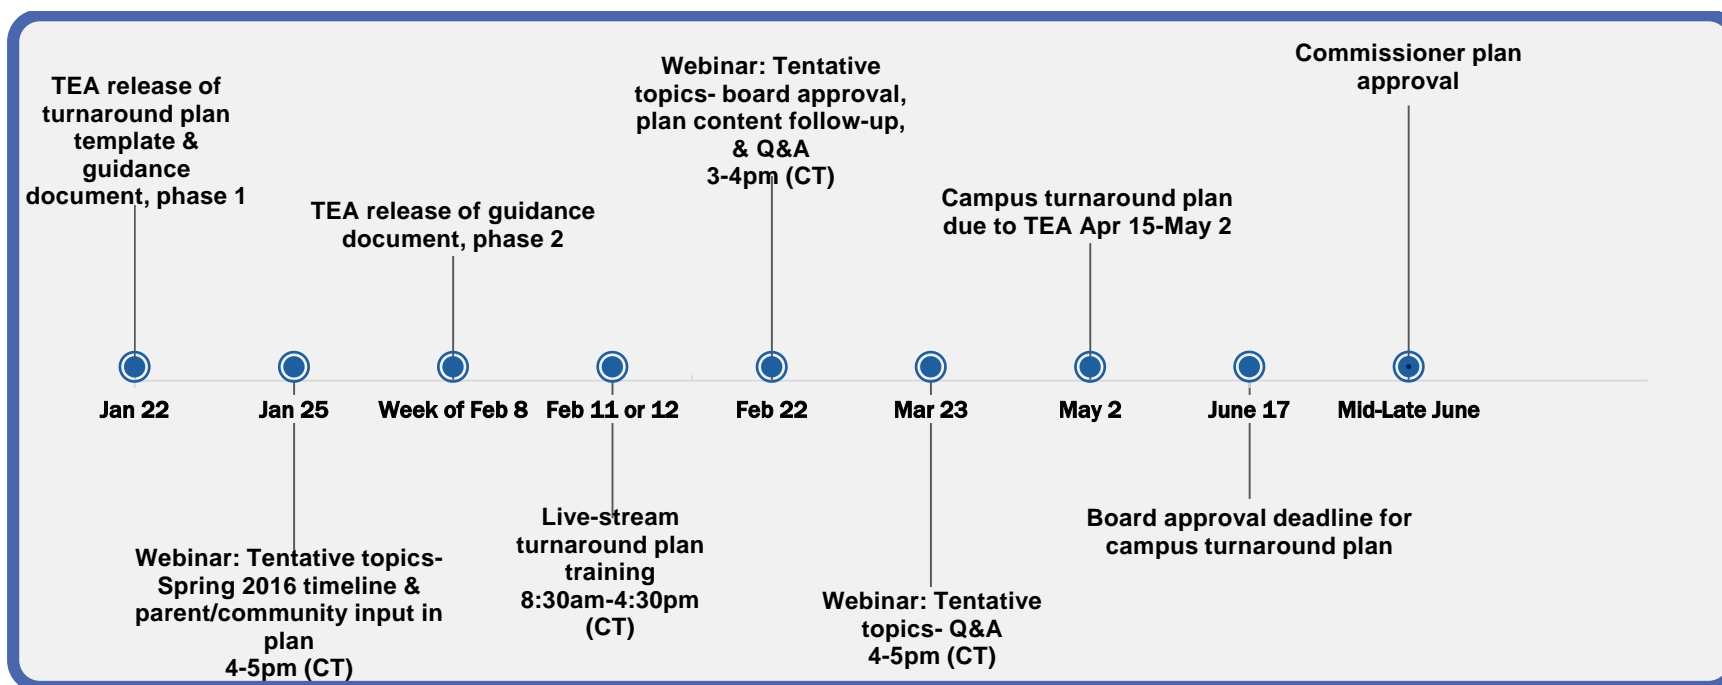 TEA release of
turnaround plan
template &
guidance
document, phase 1
TEA release of guidance
document, phase 2
Webinar: Tentative
topics- board approval,
plan content follow-up,
& Q&A
3-4pm (CT)
Campus turnaround plan
due to TEA Apr 15-May 2
Commissioner plan
approval
Jan 22
Jan 25
Week of Feb 8
Feb 11 or 12
Feb 22
Mar 23
May 2
June 17
Mid-Late June
Webinar: Tentative topics-
Spring 2016 timeline &
parent/community input in
plan
4-5pm (CT)
Live-stream
turnaround plan
training
8:30am-4:30pm
(CT)
Webinar: Tentative
topics- Q&A
4-5pm (CT)
Board approval deadline for
campus turnaround plan